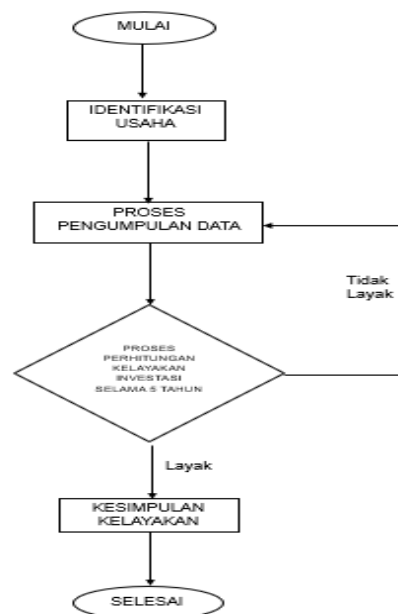 MULAI
IDENTIFIKASI
USAHA
PROSES
PENGUMPULAN DATA
Tidak
Layak
PROSES
PERHITUNGAN
KELAYAKAN
INVESTASI
SELAMA 5 TAHUN
Layak
KESIMPULAN
KELAYAKAN
SELESAI